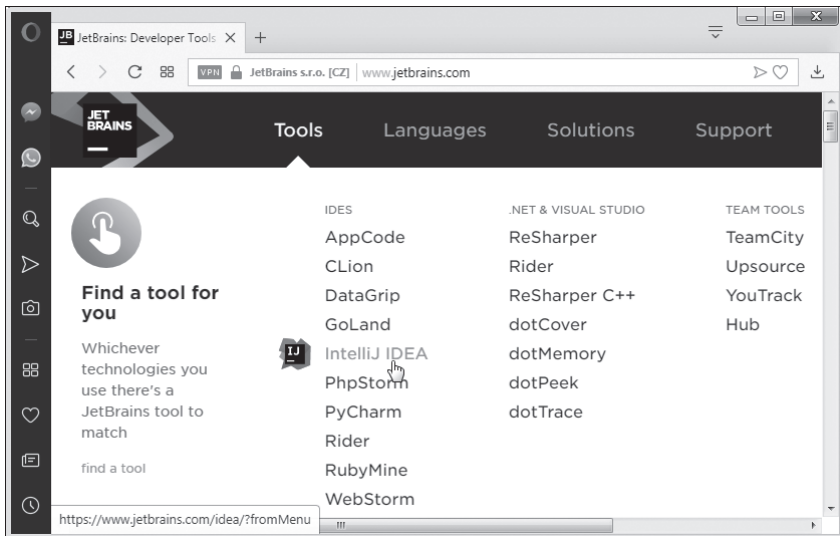 JB JetBrains: Developer Tools
VPN JetBrains s.r.o. [CZ] www.jetbrains.com
JET
BRAINS
Tools Languages Solutions Support
Find a tool for
you
Whichever
technologies you
use there's a
JetBrains tool to
match
find a tool
IDES
AppCode
CLion
DataGrip
GoLand
IJ IntelliJ IDEA
PhpStorm
PyCharm
Rider
RubyMine
WebStorm
.NET & VISUAL STUDIO
ReSharper
Rider
ReSharper C++
dotCover
dotMemory
dotPeek
dotTrace
TEAM TOOLS
TeamCity
Upsource
YouTrack
Hub
https://www.jetbrains.com/idea/?fromMenu